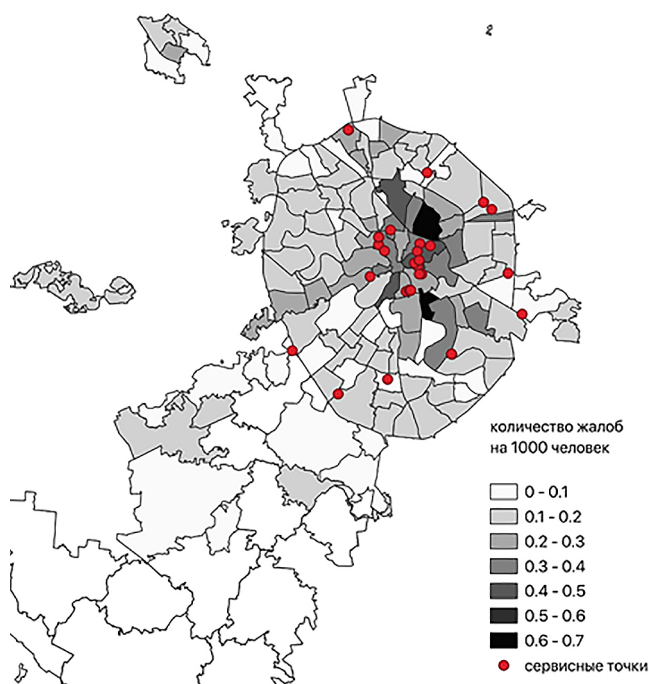 количество жалоб
на 1000 человек
0 - 0.1
0.1 - 0.2
0.2 - 0.3
0.3 - 0.4
0.4 - 0.5
0.5 - 0.6
0.6 - 0.7
сервисные точки